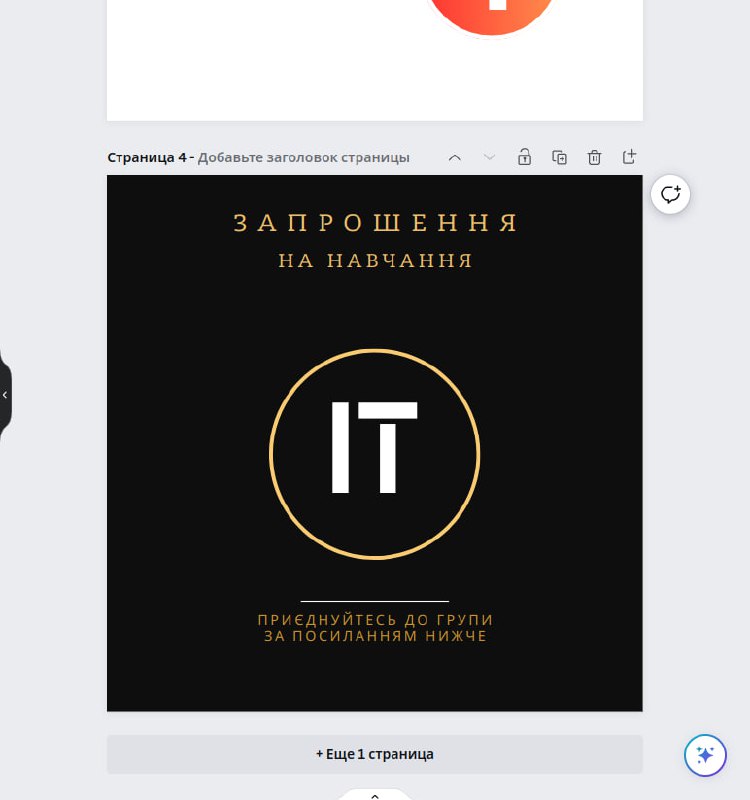 Страница 4 - Добавьте заголовок страницы
ЗАПРОШЕННЯ
НА НАВЧАННЯ
IT
ПРИЄДНУЙТЕСЬ ДО ГРУПИ
ЗА ПОСИЛАННЯМ НИЖЧЕ
+ Еще 1 страница